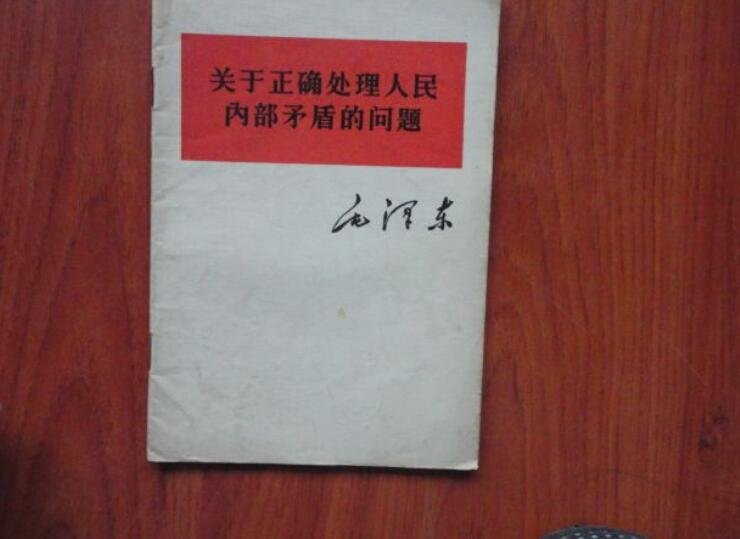 关于正确处理人民
内部矛盾的问题
毛泽东